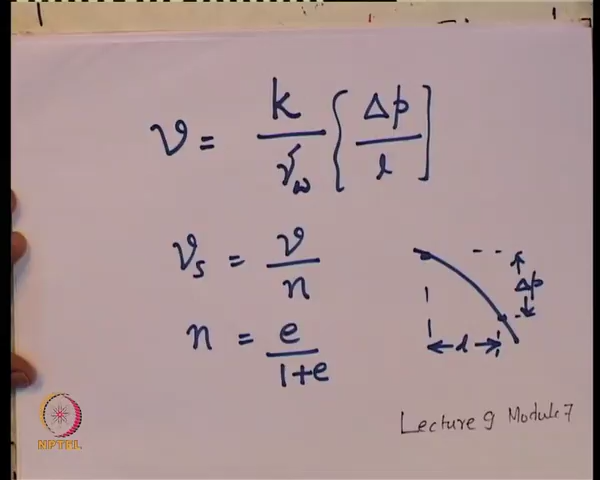 v = k/γw { Δp/l ]
vs = v/n
n = e/1+e
Δp
l
Lecture 9 Module 7
NPTEL